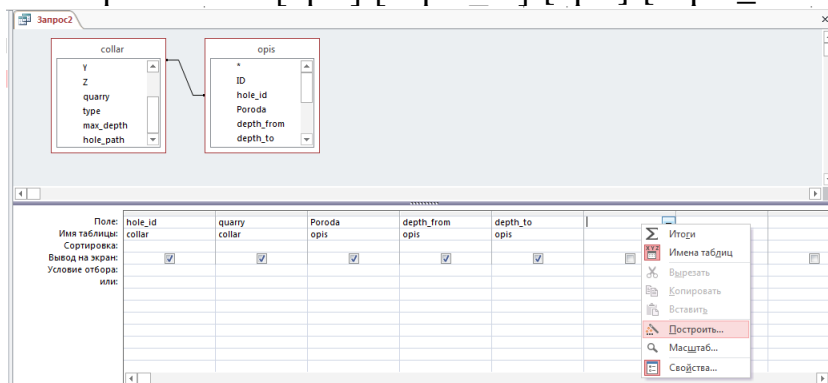 Запрос2
collar
Y
Z
quarry
type
max_depth
hole_path
opis
*
ID
hole_id
Poroda
depth_from
depth_to
Поле: hole_id quarry Poroda depth_from depth_to
Имя таблицы: collar collar opis opis opis
Сортировка:
Вывод на экран:
Условие отбора:
или:
Итоги
Имена таблиц
Вырезать
Копировать
Вставить
Построить...
Масштаб...
Свойства...